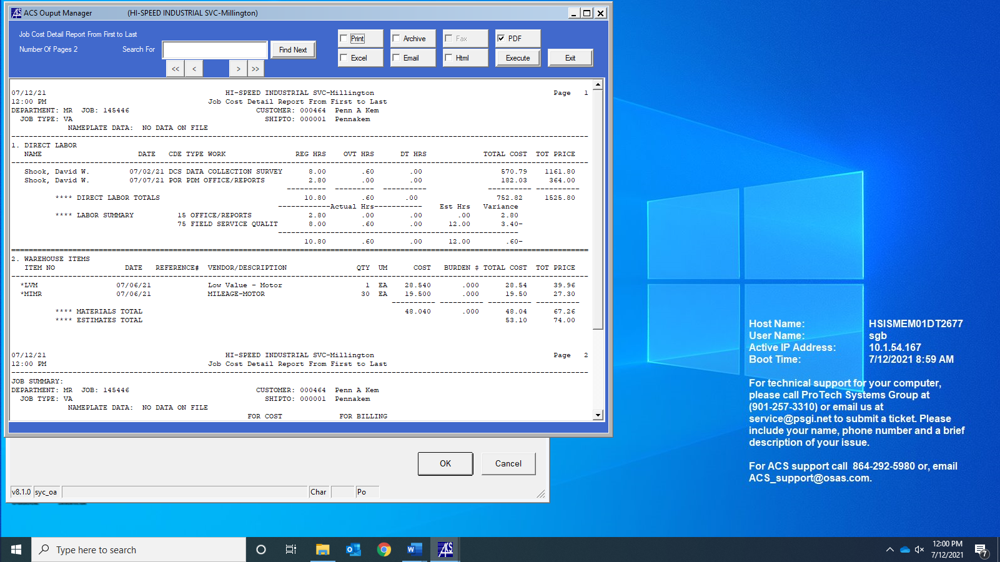 ACS Ouput Manager (HI-SPEED INDUSTRIAL SVC-Millington)
Job Cost Detail Report From First to Last
Number Of Pages 2 Search For Find Next
<< < > >>
Print Archive Fax PDF
Excel Email Html Execute Exit
07/12/21 HI-SPEED INDUSTRIAL SVC-Millington Page 1
12:00 PM Job Cost Detail Report From First to Last
DEPARTMENT: MR JOB: 145446 CUSTOMER: 000464 Penn A Kem
JOB TYPE: VA SHIPTO: 000001 Pennakem
NAMEPLATE DATA: NO DATA ON FILE
1. DIRECT LABOR
NAME DATE CDE TYPE WORK REG HRS OVT HRS DT HRS TOTAL COST TOT PRICE
Shook, David W. 07/02/21 DCS DATA COLLECTION SURVEY 8.00 .60 .00 570.79 1161.80
Shook, David W. 07/07/21 POR PDM OFFICE/REPORTS 2.80 .00 .00 182.03 364.00
**** DIRECT LABOR TOTALS 10.80 .60 .00 752.82 1525.80
------------Actual Hrs----------- Est Hrs Variance
**** LABOR SUMMARY 15 OFFICE/REPORTS 2.80 .00 .00 .00 2.80
75 FIELD SERVICE QUALIT 8.00 .60 .00 12.00 3.40-
10.80 .60 .00 12.00 .60-
2. WAREHOUSE ITEMS
ITEM NO DATE REFERENCE# VENDOR/DESCRIPTION QTY UM COST BURDEN $ TOTAL COST TOT PRICE
*LVM 07/06/21 Low Value - Motor 1 EA 28.540 .000 28.54 39.96
*MIMR 07/06/21 MILEAGE-MOTOR 30 EA 19.500 .000 19.50 27.30
**** MATERIALS TOTAL 48.040 .000 48.04 67.26
**** ESTIMATES TOTAL 53.10 74.00
07/12/21 HI-SPEED INDUSTRIAL SVC-Millington Page 2
12:00 PM Job Cost Detail Report From First to Last
JOB SUMMARY:
DEPARTMENT: MR JOB: 145446 CUSTOMER: 000464 Penn A Kem
JOB TYPE: VA SHIPTO: 000001 Pennakem
NAMEPLATE DATA: NO DATA ON FILE
FOR COST FOR BILLING
OK Cancel
v8.1.0 syc_oa Char Po
Host Name: HSISMEM01DT2677
User Name: sgb
Active IP Address: 10.1.54.167
Boot Time: 7/12/2021 8:59 AM
For technical support for your computer,
please call ProTech Systems Group at
(901-257-3310) or email us at
service@psgi.net to submit a ticket. Please
include your name, phone number and a brief
description of your issue.
For ACS support call 864-292-5980 or, email
ACS_support@osas.com.
Type here to search
12:00 PM
7/12/2021
7